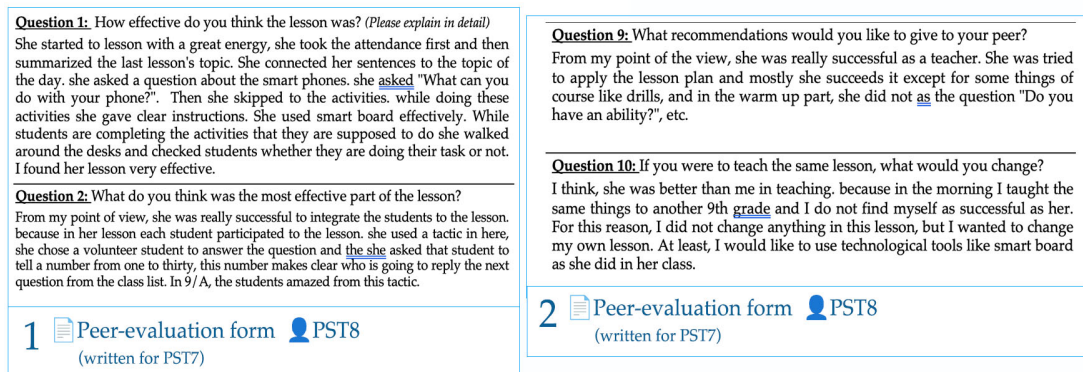 Question 1: How effective do you think the lesson was? (Please explain in detail)
She started to lesson with a great energy, she took the attendance first and then
summarized the last lesson's topic. She connected her sentences to the topic of
the day. she asked a question about the smart phones. she asked "What can you
do with your phone?". Then she skipped to the activities. while doing these
activities she gave clear instructions. She used smart board effectively. While
students are completing the activities that they are supposed to do she walked
around the desks and checked students whether they are doing their task or not.
I found her lesson very effective.
Question 2: What do you think was the most effective part of the lesson?
From my point of view, she was really successful to integrate the students to the lesson.
because in her lesson each student participated to the lesson. she used a tactic in here,
she chose a volunteer student to answer the question and the she asked that student to
tell a number from one to thirty, this number makes clear who is going to reply the next
question from the class list. In 9/A, the students amazed from this tactic.
1 Peer-evaluation form PST8
(written for PST7)
Question 9: What recommendations would you like to give to your peer?
From my point of view, she was really successful as a teacher. She was tried
to apply the lesson plan and mostly she succeeds it except for some things of
course like drills, and in the warm up part, she did not as the question "Do you
have an ability?", etc.
Question 10: If you were to teach the same lesson, what would you change?
I think, she was better than me in teaching. because in the morning I taught the
same things to another 9th grade and I do not find myself as successful as her.
For this reason, I did not change anything in this lesson, but I wanted to change
my own lesson. At least, I would like to use technological tools like smart board
as she did in her class.
2 Peer-evaluation form PST8
(written for PST7)